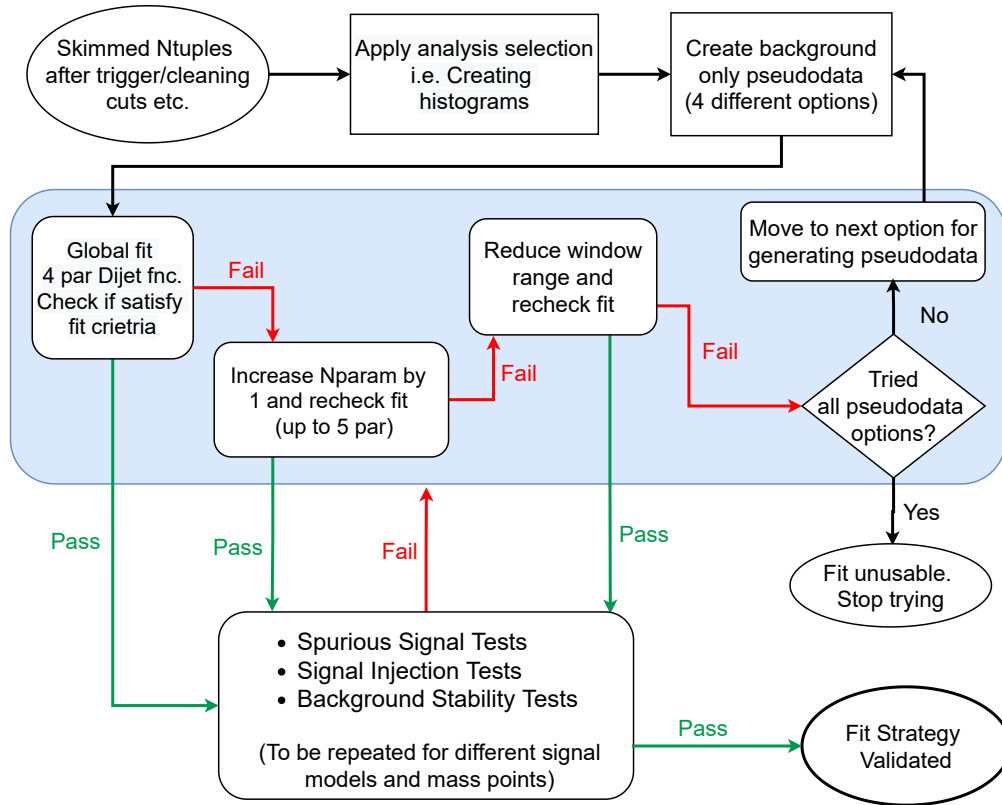 Skimmed Ntuples
after trigger/cleaning
cuts etc.
Apply analysis selection
i.e. Creating
histograms
Create background
only pseudodata
(4 different options)
Global fit
4 par Dijet fnc.
Check if satisfy
fit crietria
Fail
Increase Nparam by
1 and recheck fit
(up to 5 par)
Fail
Reduce window
range and
recheck fit
Fail
Move to next option for
generating pseudodata
No
Tried
all pseudodata
options?
Yes
Fit unusable.
Stop trying
Pass
Pass
Fail
Pass
• Spurious Signal Tests
• Signal Injection Tests
• Background Stability Tests
(To be repeated for different signal
models and mass points)
Pass
Fit Strategy
Validated